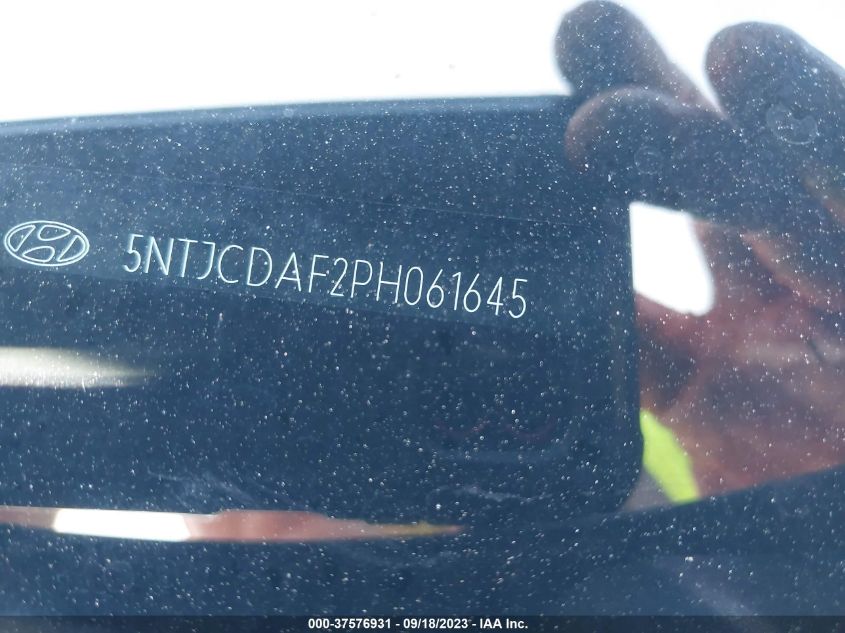 5NTJCDAF2PH061645
000-37576931 - 09/18/2023 - IAA Inc.